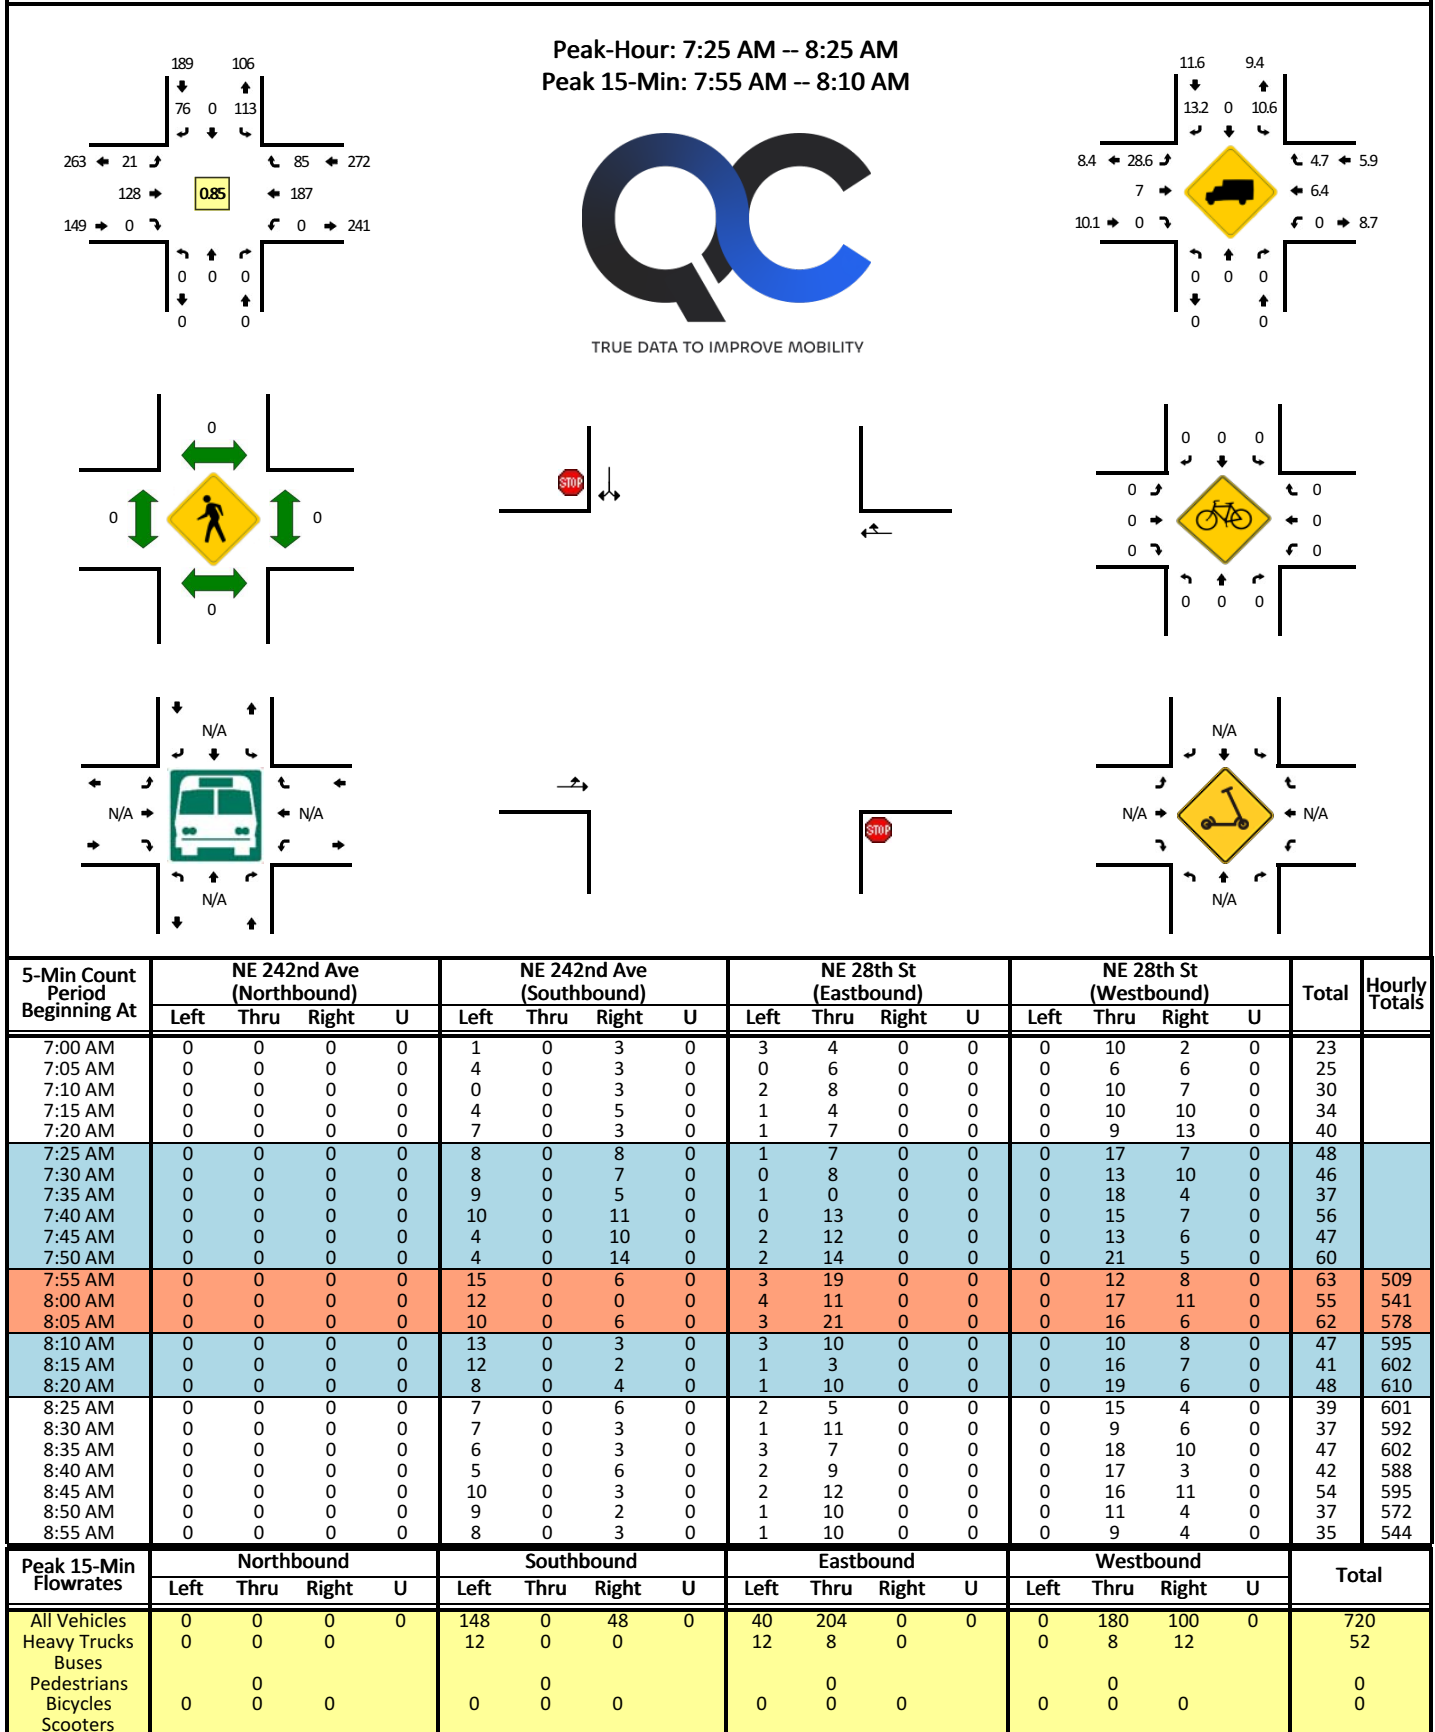 Peak-Hour: 7:25 AM -- 8:25 AM
Peak 15-Min: 7:55 AM -- 8:10 AM
189 106
76 0 113
263 21 85 272
128 0.85 187
149 0 0 241
0 0 0
0 0
TRUE DATA TO IMPROVE MOBILITY
11.6 9.4
13.2 0 10.6
8.4 28.6 4.7 5.9
7 6.4
10.1 0 0 8.7
0 0 0
0 0
0
0 0
0
STOP
0 0 0
0 0
0 0
0 0
0 0 0
N/A
N/A N/A
N/A
STOP
N/A
N/A N/A
N/A
5-Min Count Period Beginning At NE 242nd Ave (Northbound) NE 242nd Ave (Southbound) NE 28th St (Eastbound) NE 28th St (Westbound) Total Hourly Totals
Left Thru Right U Left Thru Right U Left Thru Right U Left Thru Right U
7:00 AM 0 0 0 0 1 0 3 0 3 4 0 0 0 10 2 0 23
7:05 AM 0 0 0 0 4 0 3 0 0 6 0 0 0 6 6 0 25
7:10 AM 0 0 0 0 0 0 3 0 2 8 0 0 0 10 7 0 30
7:15 AM 0 0 0 0 4 0 5 0 1 4 0 0 0 10 10 0 34
7:20 AM 0 0 0 0 7 0 3 0 1 7 0 0 0 9 13 0 40
7:25 AM 0 0 0 0 8 0 8 0 1 7 0 0 0 17 7 0 48
7:30 AM 0 0 0 0 8 0 7 0 0 8 0 0 0 13 10 0 46
7:35 AM 0 0 0 0 9 0 5 0 1 0 0 0 0 18 4 0 37
7:40 AM 0 0 0 0 10 0 11 0 0 13 0 0 0 15 7 0 56
7:45 AM 0 0 0 0 4 0 10 0 2 12 0 0 0 13 6 0 47
7:50 AM 0 0 0 0 4 0 14 0 2 14 0 0 0 21 5 0 60
7:55 AM 0 0 0 0 15 0 6 0 3 19 0 0 0 12 8 0 63 509
8:00 AM 0 0 0 0 12 0 0 0 4 11 0 0 0 17 11 0 55 541
8:05 AM 0 0 0 0 10 0 6 0 3 21 0 0 0 16 6 0 62 578
8:10 AM 0 0 0 0 13 0 3 0 3 10 0 0 0 10 8 0 47 595
8:15 AM 0 0 0 0 12 0 2 0 1 3 0 0 0 16 7 0 41 602
8:20 AM 0 0 0 0 8 0 4 0 1 10 0 0 0 19 6 0 48 610
8:25 AM 0 0 0 0 7 0 6 0 2 5 0 0 0 15 4 0 39 601
8:30 AM 0 0 0 0 7 0 3 0 1 11 0 0 0 9 6 0 37 592
8:35 AM 0 0 0 0 6 0 3 0 3 7 0 0 0 18 10 0 47 602
8:40 AM 0 0 0 0 5 0 6 0 2 9 0 0 0 17 3 0 42 588
8:45 AM 0 0 0 0 10 0 3 0 2 12 0 0 0 16 11 0 54 595
8:50 AM 0 0 0 0 9 0 2 0 1 10 0 0 0 11 4 0 37 572
8:55 AM 0 0 0 0 8 0 3 0 1 10 0 0 0 9 4 0 35 544
Peak 15-Min Flowrates Northbound Southbound Eastbound Westbound Total
Left Thru Right U Left Thru Right U Left Thru Right U Left Thru Right U
All Vehicles 0 0 0 0 148 0 48 0 40 204 0 0 0 180 100 0 720
Heavy Trucks 0 0 0 12 0 0 12 8 0 0 8 12 52
Buses
Pedestrians 0 0 0 0 0
Bicycles 0 0 0 0 0 0 0 0 0 0 0 0 0
Scooters